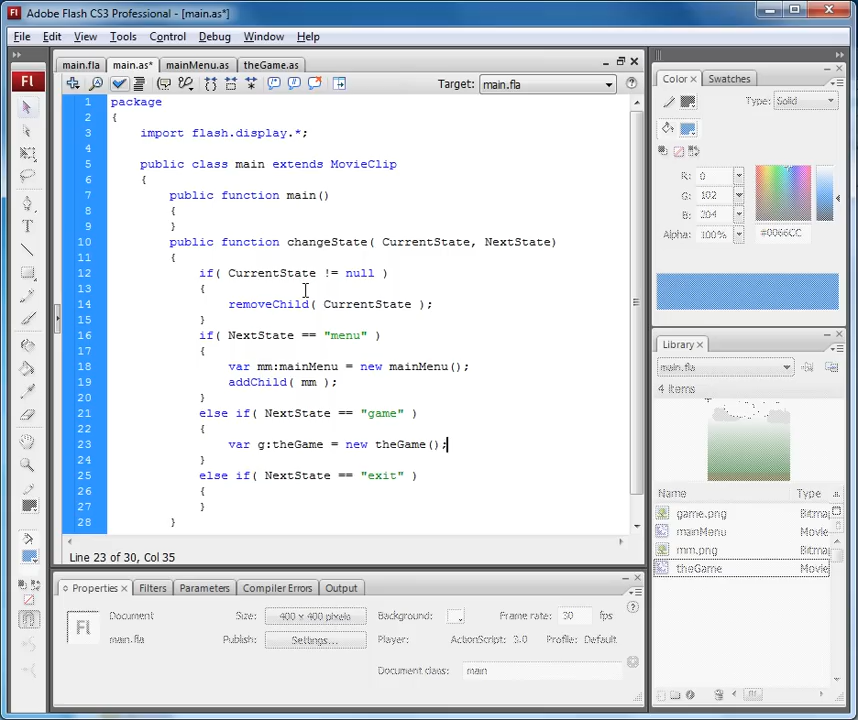 Adobe Flash CS3 Professional - [main.as*]
File Edit View Tools Control Debug Window Help
main.fla main.as* mainMenu.as theGame.as
Target: main.fla
1 package
2 {
3 import flash.display.*;
4
5 public class main extends MovieClip
6 {
7 public function main()
8 {
9 }
10 public function changeState( CurrentState, NextState)
11 {
12 if( CurrentState != null )
13 {
14 removeChild( CurrentState );
15 }
16 if( NextState == "menu" )
17 {
18 var mm:mainMenu = new mainMenu();
19 addChild( mm );
20 }
21 else if( NextState == "game" )
22 {
23 var g:theGame = new theGame();
24 }
25 else if( NextState == "exit" )
26 {
27 }
28 }
Line 23 of 30, Col 35
Properties Filters Parameters Compiler Errors Output
Fl
Document
main.fla
Size: 400 x 400 pixels
Publish: Settings...
Background: Frame rate: 30 fps
Player: ActionScript: 3.0 Profile: Default
Document class: main
Color Swatches
Type: Solid
R: 0
G: 102
B: 204
Alpha: 100% #0066CC
Library
main.fla
4 items
Name Type
game.png Bitma
mainMenu Movie
mm.png Bitma
theGame Movie